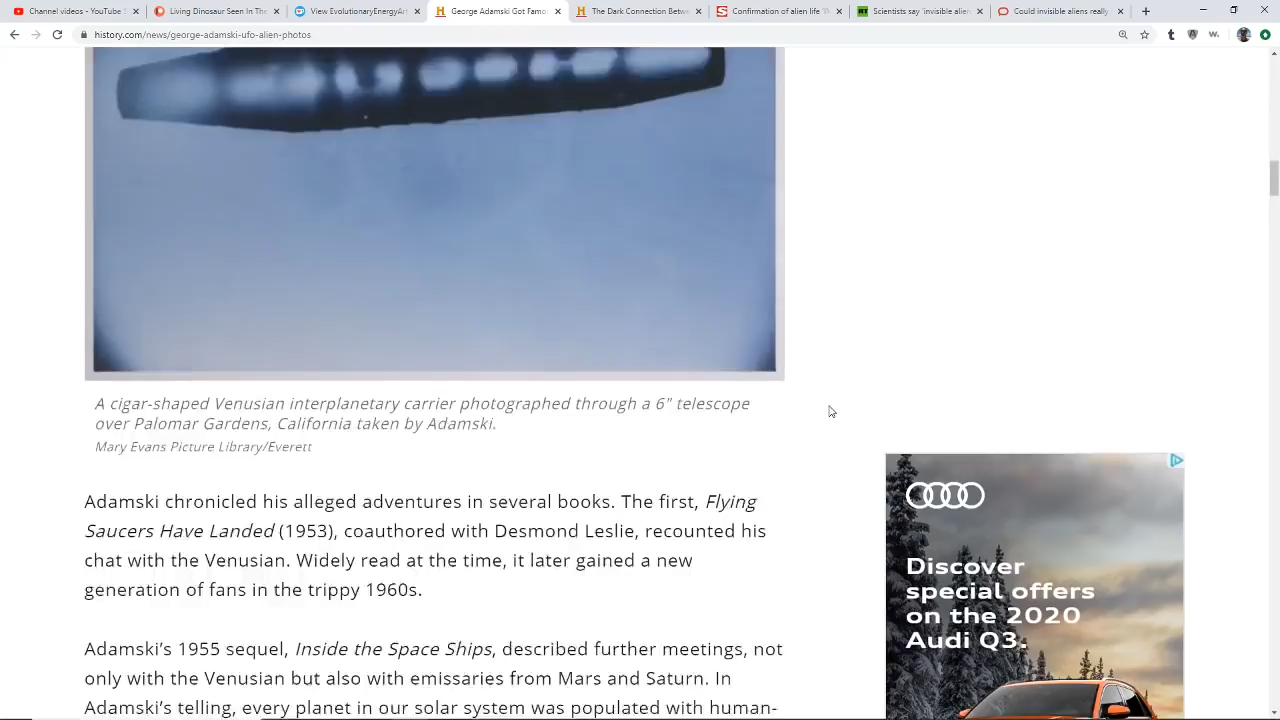 Channel videos - YouTube S
Living Dinosaur Seen In The
View EvolutionaryEnergyArt
George Adamski Got Famou
The Dark Connection Betwe
Confirmation of alien life 'W
Scientists say 'invisible alien
Could invisible aliens really
history.com/news/george-adamski-ufo-alien-photos
A cigar-shaped Venusian interplanetary carrier photographed through a 6" telescope
over Palomar Gardens, California taken by Adamski.
Mary Evans Picture Library/Everett
Adamski chronicled his alleged adventures in several books. The first, Flying
Saucers Have Landed (1953), coauthored with Desmond Leslie, recounted his
chat with the Venusian. Widely read at the time, it later gained a new
generation of fans in the trippy 1960s.
Adamski's 1955 sequel, Inside the Space Ships, described further meetings, not
only with the Venusian but also with emissaries from Mars and Saturn. In
Adamski's telling, every planet in our solar system was populated with human-
Discover
special offers
on the 2020
Audi Q3.